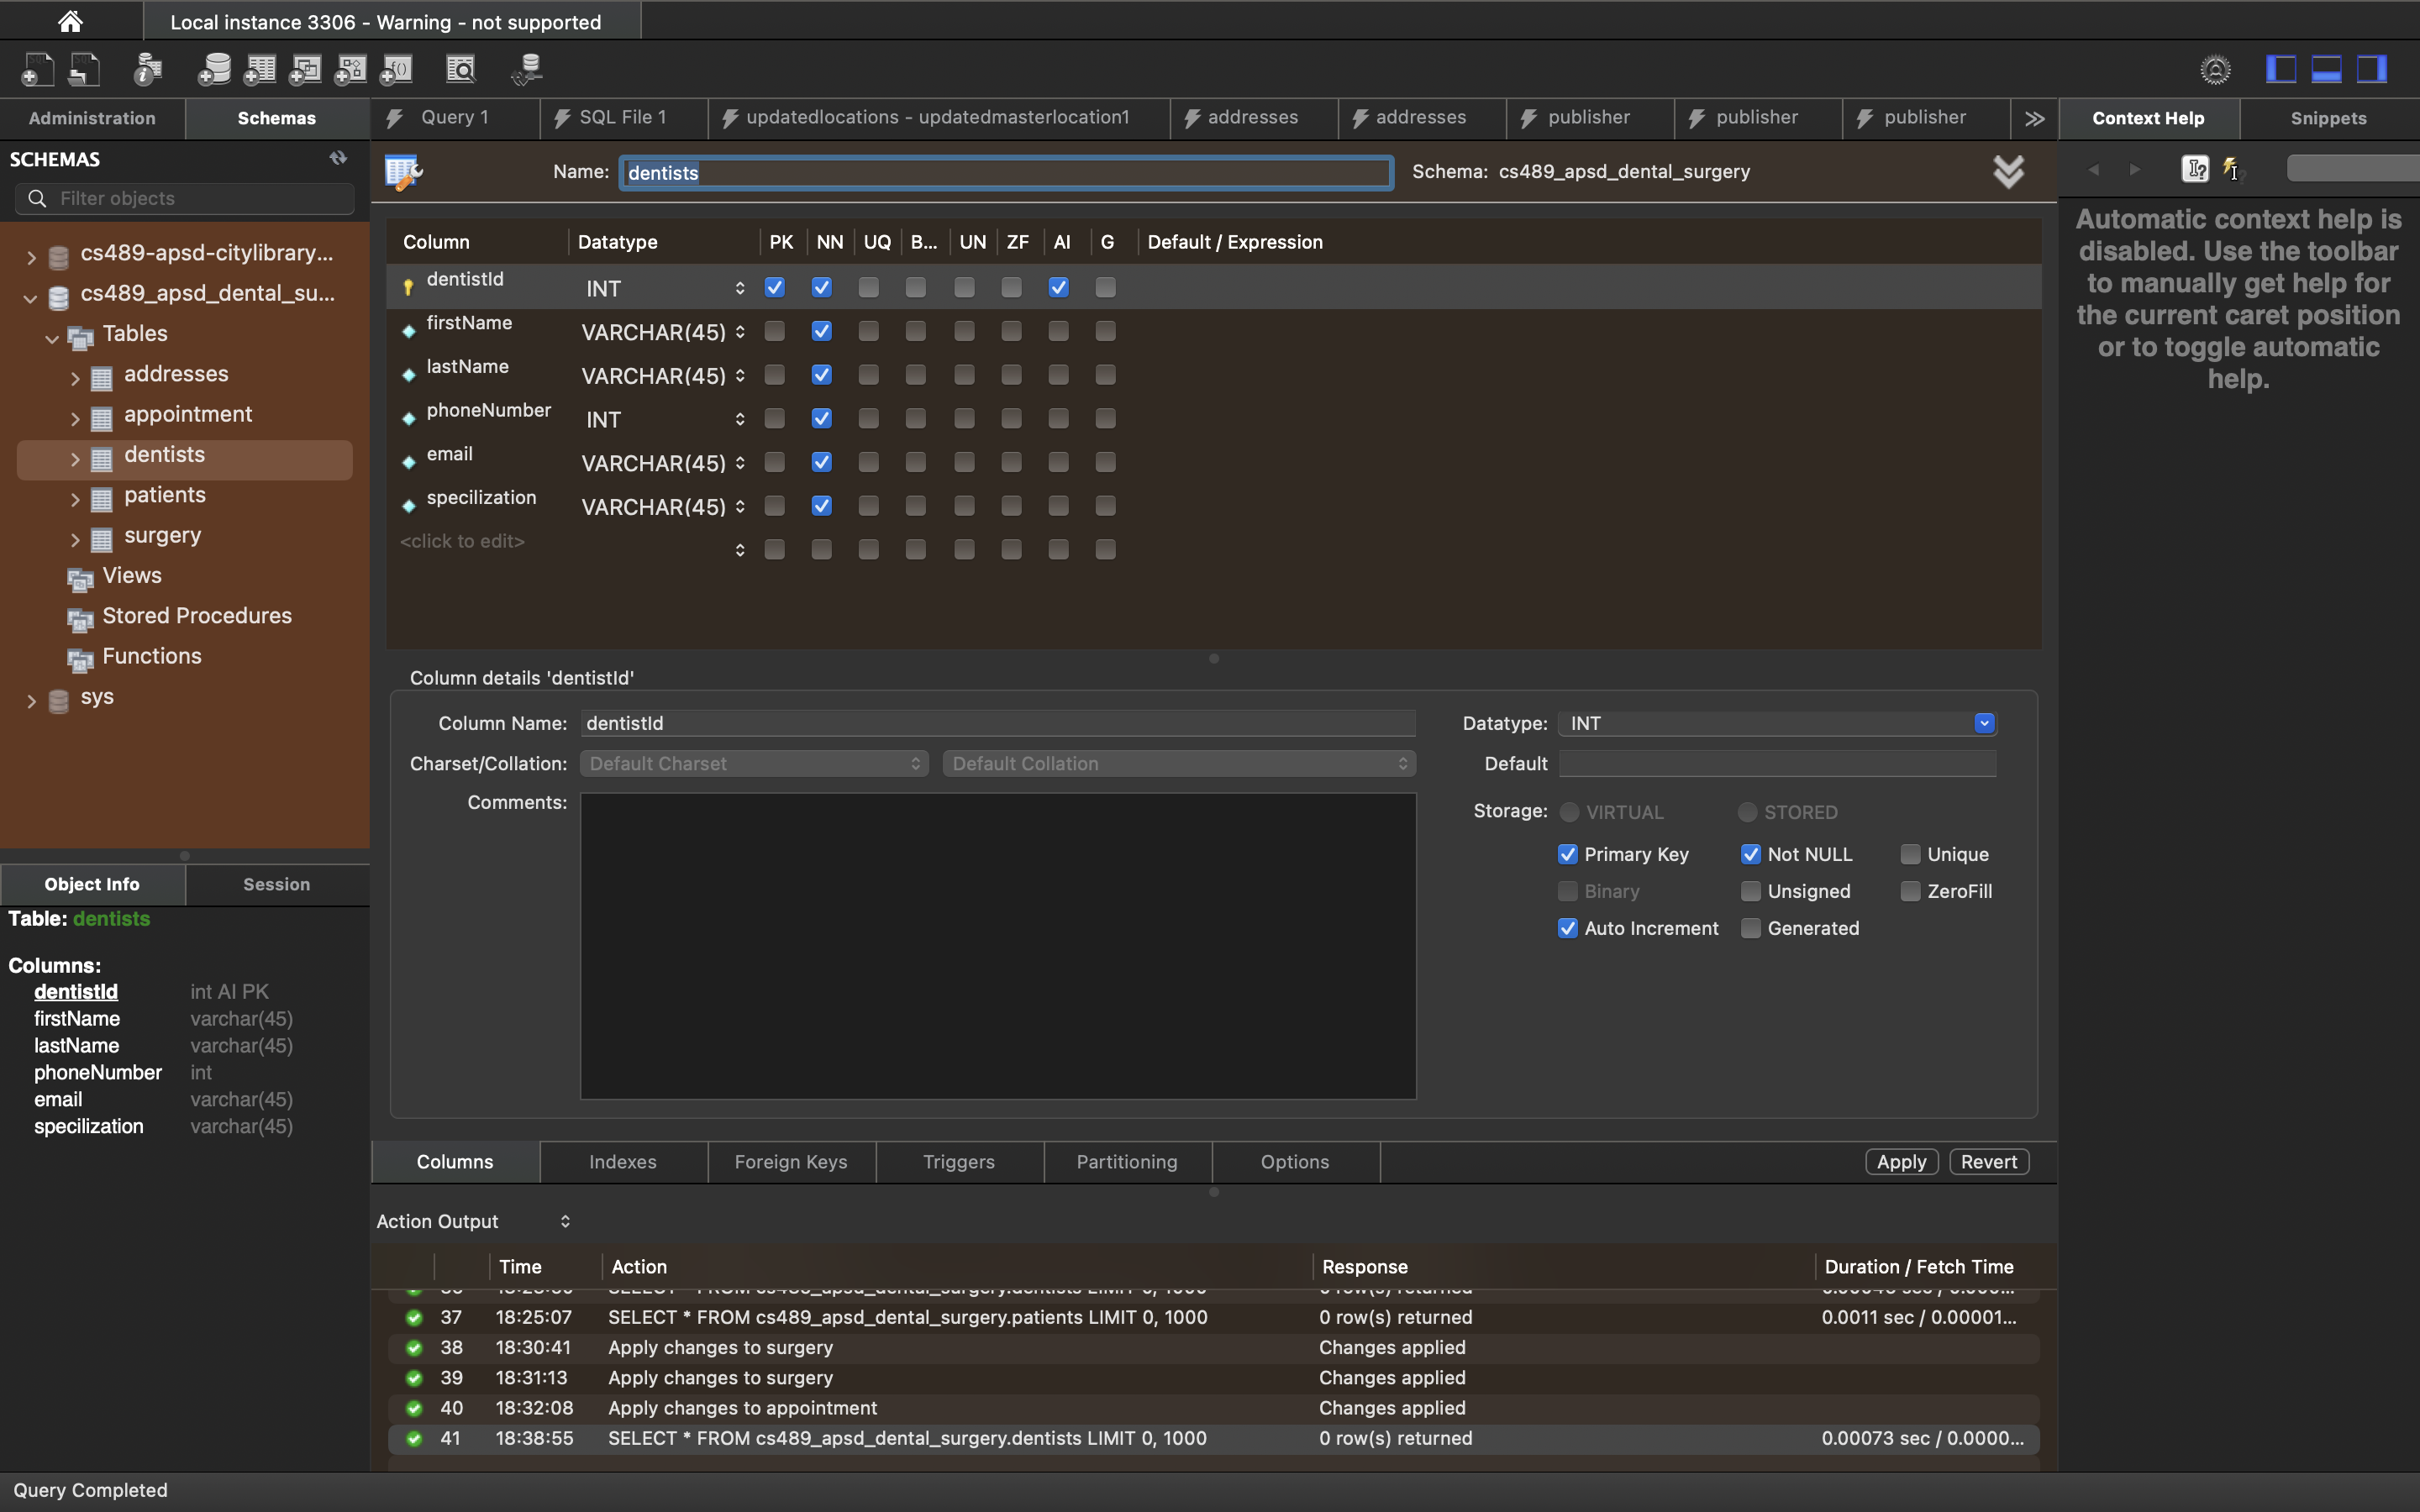 Local instance 3306 - Warning - not supported
Administration
Schemas
Query 1
SQL File 1
updatedlocations - updatedmasterlocation1
addresses
addresses
publisher
publisher
publisher
Context Help
Snippets
SCHEMAS
Filter objects
cs489-apsd-citylibrary...
cs489_apsd_dental_su...
Tables
addresses
appointment
dentists
patients
surgery
Views
Stored Procedures
Functions
sys
Object Info
Session
Table: dentists
Columns:
dentistId int AI PK
firstName varchar(45)
lastName varchar(45)
phoneNumber int
email varchar(45)
specilization varchar(45)
Name: dentists
Schema: cs489_apsd_dental_surgery
Column Datatype PK NN UQ B... UN ZF AI G Default / Expression
dentistId INT
firstName VARCHAR(45)
lastName VARCHAR(45)
phoneNumber INT
email VARCHAR(45)
specilization VARCHAR(45)
<click to edit>
Column details 'dentistId'
Column Name: dentistId
Datatype: INT
Charset/Collation: Default Charset Default Collation
Default
Comments:
Storage: VIRTUAL STORED
Primary Key Not NULL Unique
Binary Unsigned ZeroFill
Auto Increment Generated
Columns
Indexes
Foreign Keys
Triggers
Partitioning
Options
Apply
Revert
Action Output
Time Action Response Duration / Fetch Time
37 18:25:07 SELECT * FROM cs489_apsd_dental_surgery.patients LIMIT 0, 1000 0 row(s) returned 0.0011 sec / 0.00001...
38 18:30:41 Apply changes to surgery Changes applied
39 18:31:13 Apply changes to surgery Changes applied
40 18:32:08 Apply changes to appointment Changes applied
41 18:38:55 SELECT * FROM cs489_apsd_dental_surgery.dentists LIMIT 0, 1000 0 row(s) returned 0.00073 sec / 0.0000...
Automatic context help is
disabled. Use the toolbar
to manually get help for
the current caret position
or to toggle automatic
help.
Query Completed